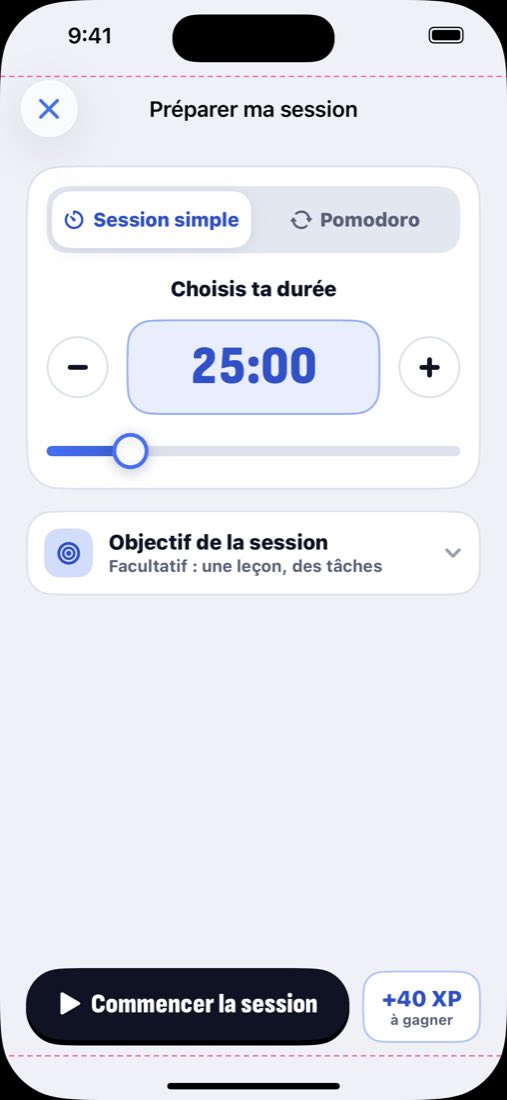 9:41
Préparer ma session
Session simple
Pomodoro
Choisis ta durée
25:00
Objectif de la session
Facultatif : une leçon, des tâches
Commencer la session
+40 XP
à gagner